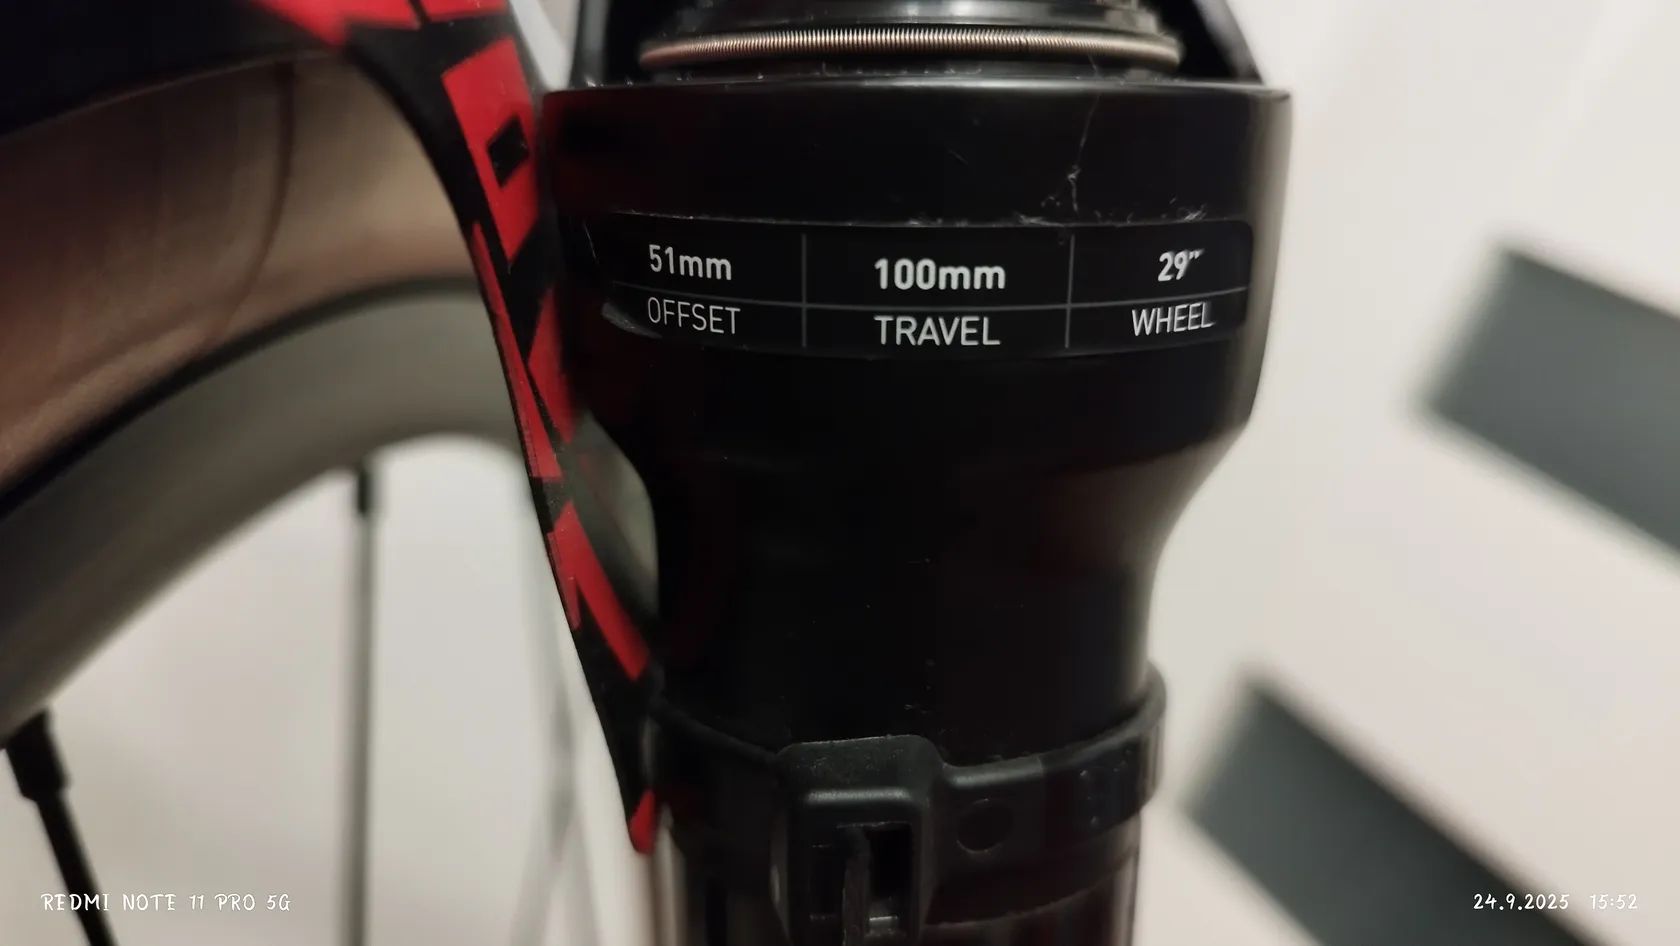 51mm 100mm 29"
OFFSET TRAVEL WHEEL
REDMI NOTE 11 PRO 5G
24.9.2025 15:52